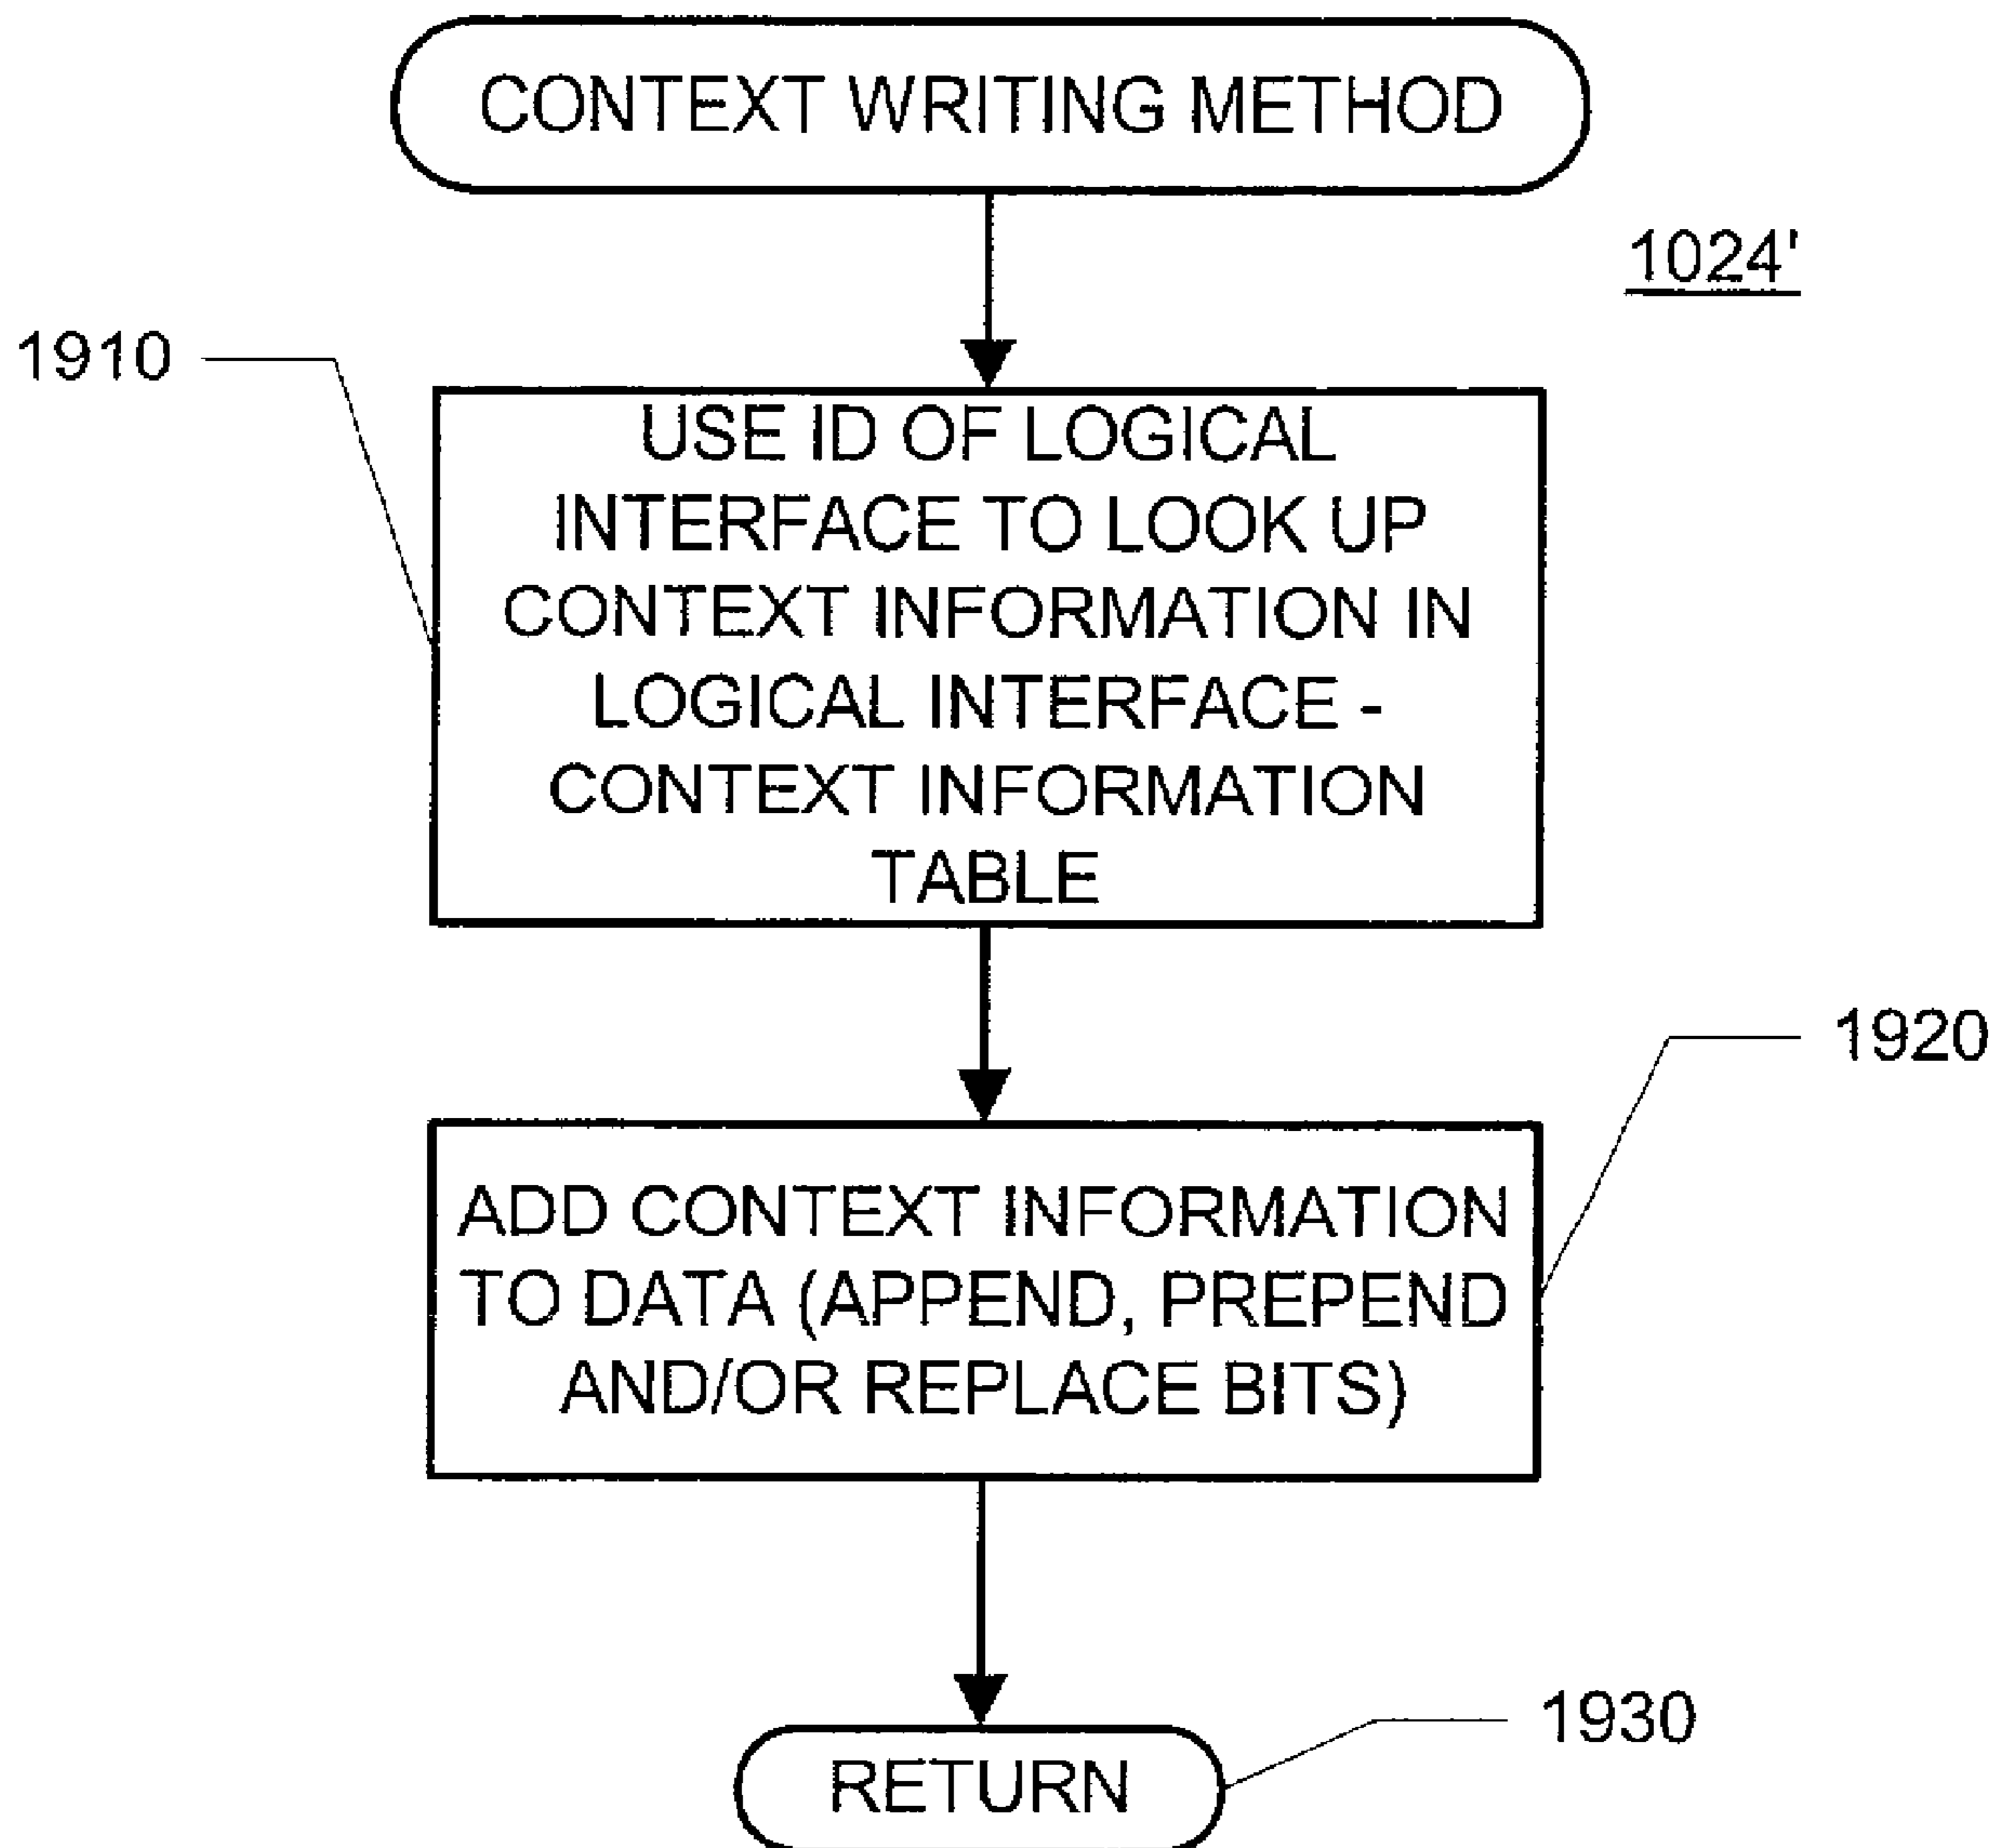 CONTEXT WRITING METHOD
1024'
1910
USE ID OF LOGICAL
INTERFACE TO LOOK UP
CONTEXT INFORMATION IN
LOGICAL INTERFACE -
CONTEXT INFORMATION
TABLE
1920
ADD CONTEXT INFORMATION
TO DATA (APPEND, PREPEND
AND/OR REPLACE BITS)
1930
RETURN